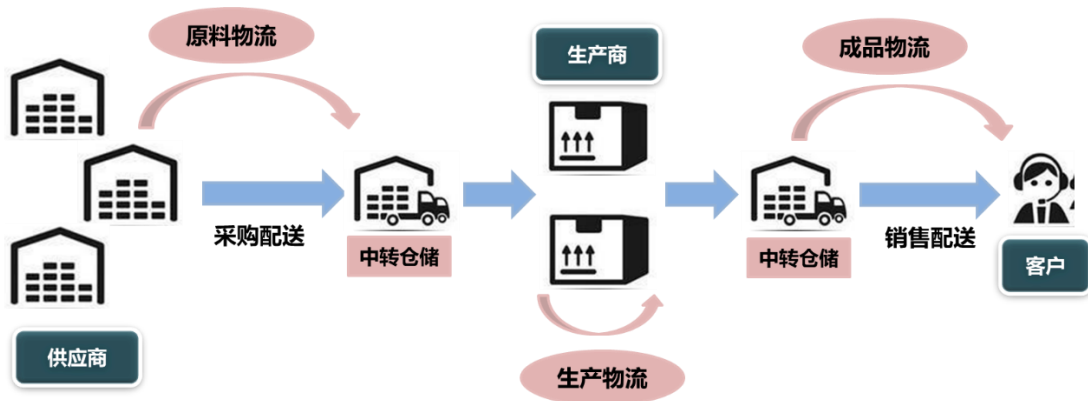 原料物流
生产商
成品物流
采购配送
中转仓储
中转仓储
销售配送
客户
供应商
生产物流